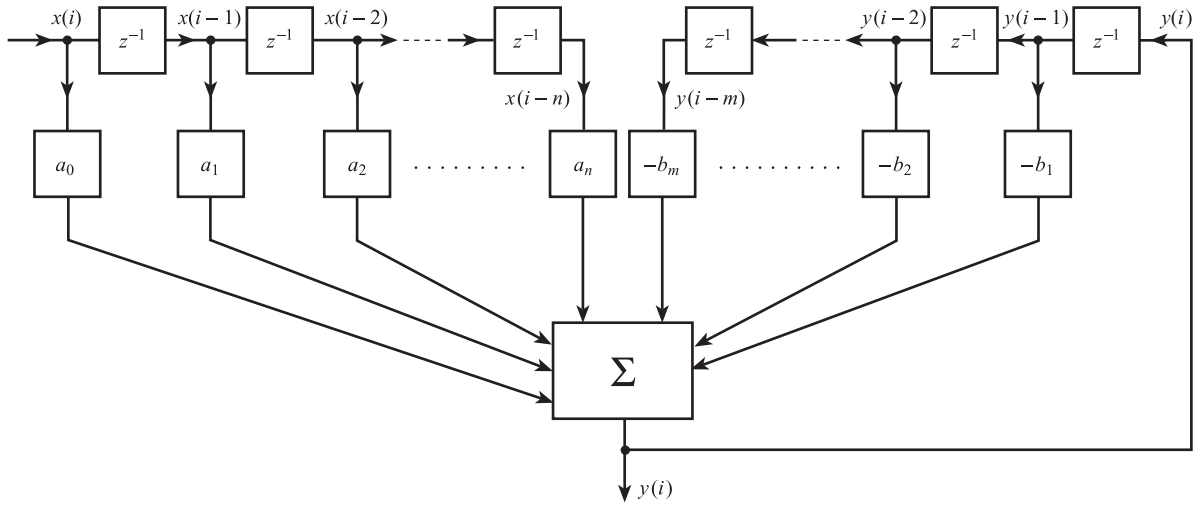 x(i) x(i−1) x(i−2) y(i−2) y(i−1) y(i)
z⁻¹ z⁻¹ z⁻¹ z⁻¹ z⁻¹ z⁻¹
x(i−n) y(i−m)
a₀ a₁ a₂ . . . . . . . . . aₙ −bₘ . . . . . . . . . . −b₂ −b₁
Σ
y(i)